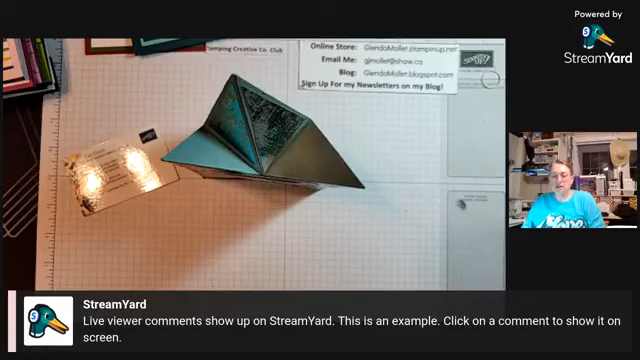 Powered by
StreamYard
Stamping Creative Co. Club
Online Store: GlendaMollet.stampinup.net
Email Me: gjmollet@shaw.ca
Blog: GlendaMollet.blogspot.com
Sign Up For my Newsletters on my Blog!
StreamYard
Live viewer comments show up on StreamYard. This is an example. Click on a comment to show it on
screen.